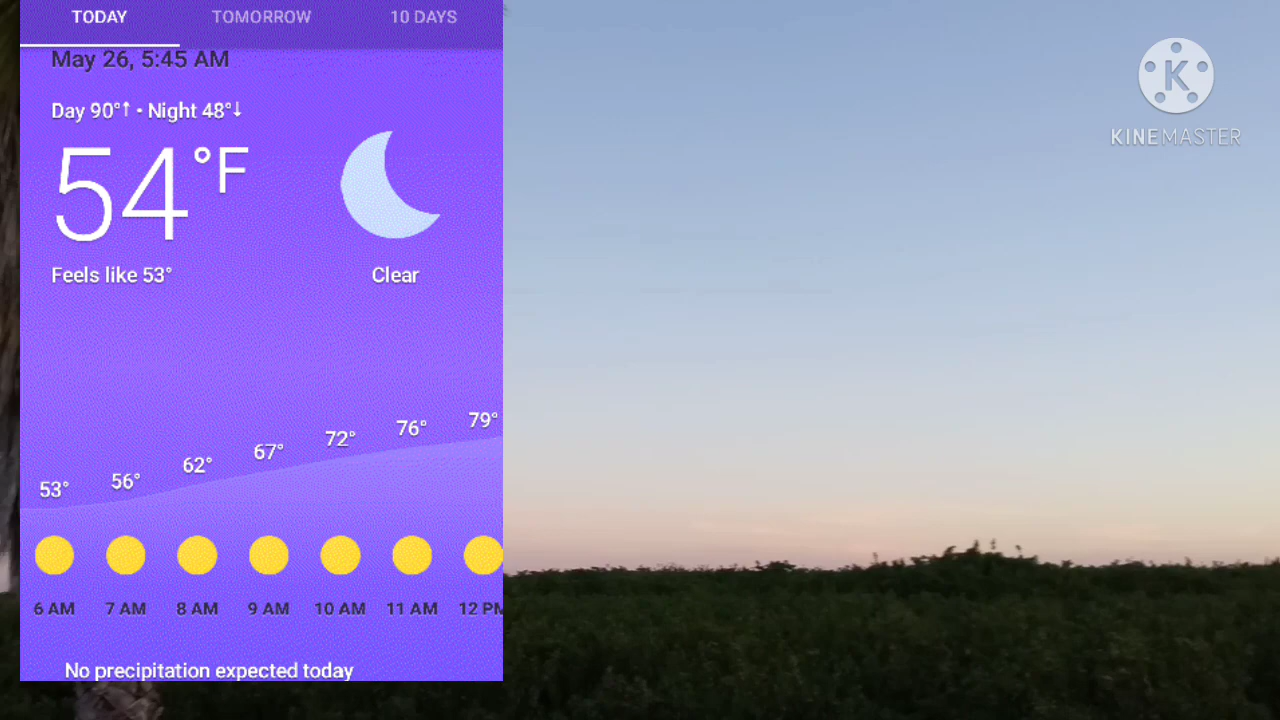 TODAY TOMORROW 10 DAYS
May 26, 5:45 AM
Day 90°↑ • Night 48°↓
54°F
Feels like 53° Clear
53° 56° 62° 67° 72° 76° 79°
6 AM 7 AM 8 AM 9 AM 10 AM 11 AM 12 PM
No precipitation expected today
K
KINEMASTER